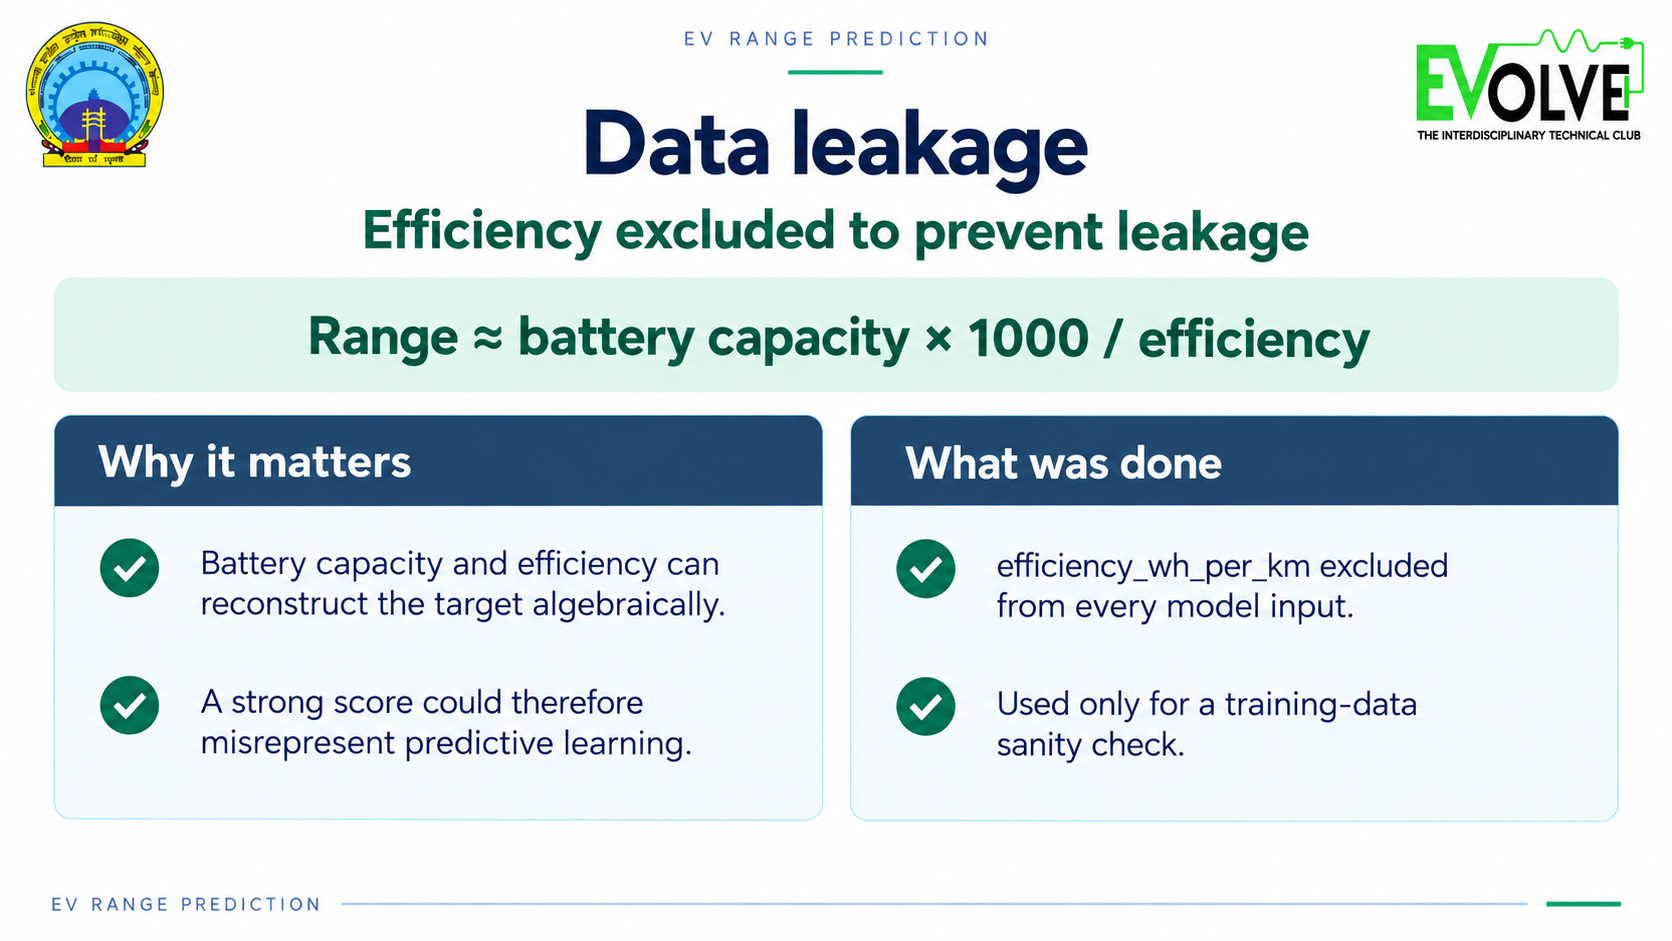 EV RANGE PREDICTION
EVOLVE
THE INTERDISCIPLINARY TECHNICAL CLUB
Data leakage
Efficiency excluded to prevent leakage
Range ≈ battery capacity × 1000 / efficiency
Why it matters
Battery capacity and efficiency can
reconstruct the target algebraically.
A strong score could therefore
misrepresent predictive learning.
What was done
efficiency_wh_per_km excluded
from every model input.
Used only for a training-data
sanity check.
EV RANGE PREDICTION